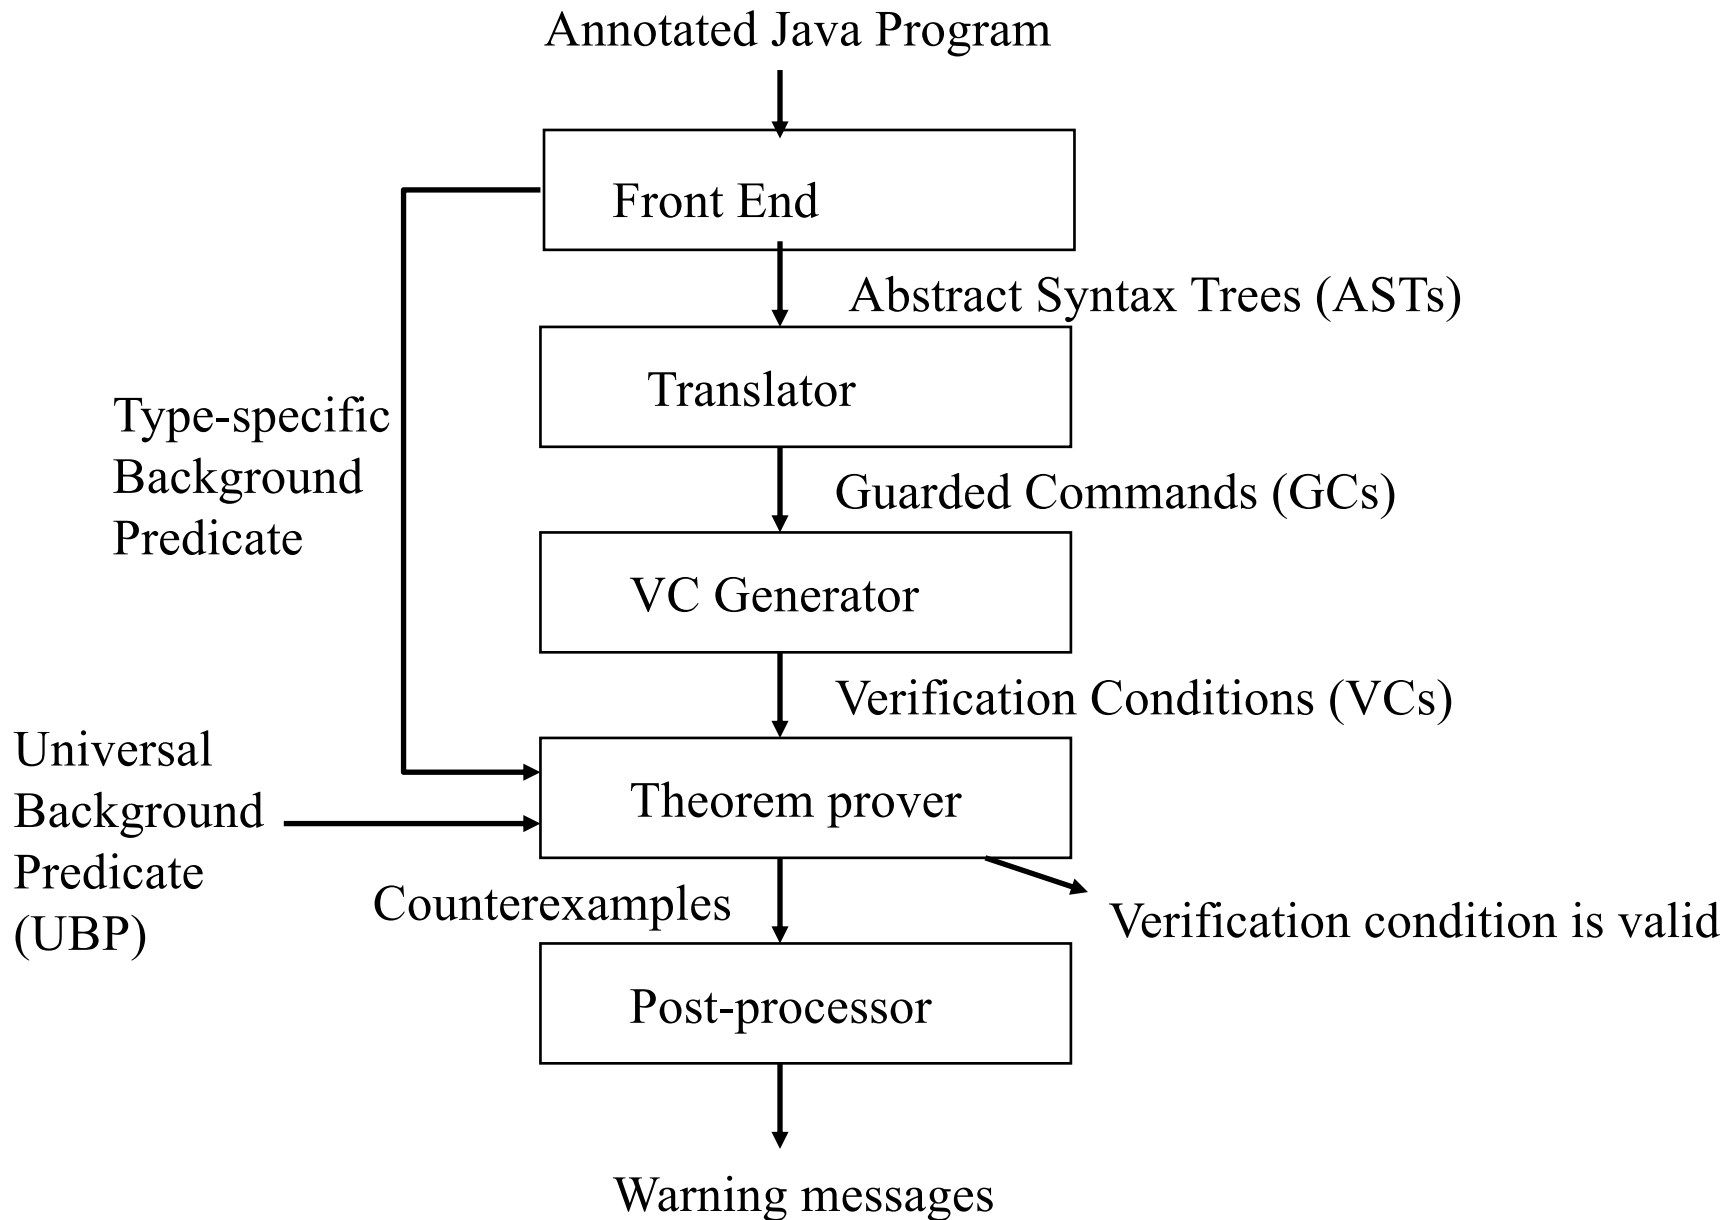 Annotated Java Program
Front End
Abstract Syntax Trees (ASTs)
Translator
Type-specific
Background
Predicate
Guarded Commands (GCs)
VC Generator
Verification Conditions (VCs)
Universal
Background
Predicate
(UBP)
Theorem prover
Counterexamples
Verification condition is valid
Post-processor
Warning messages